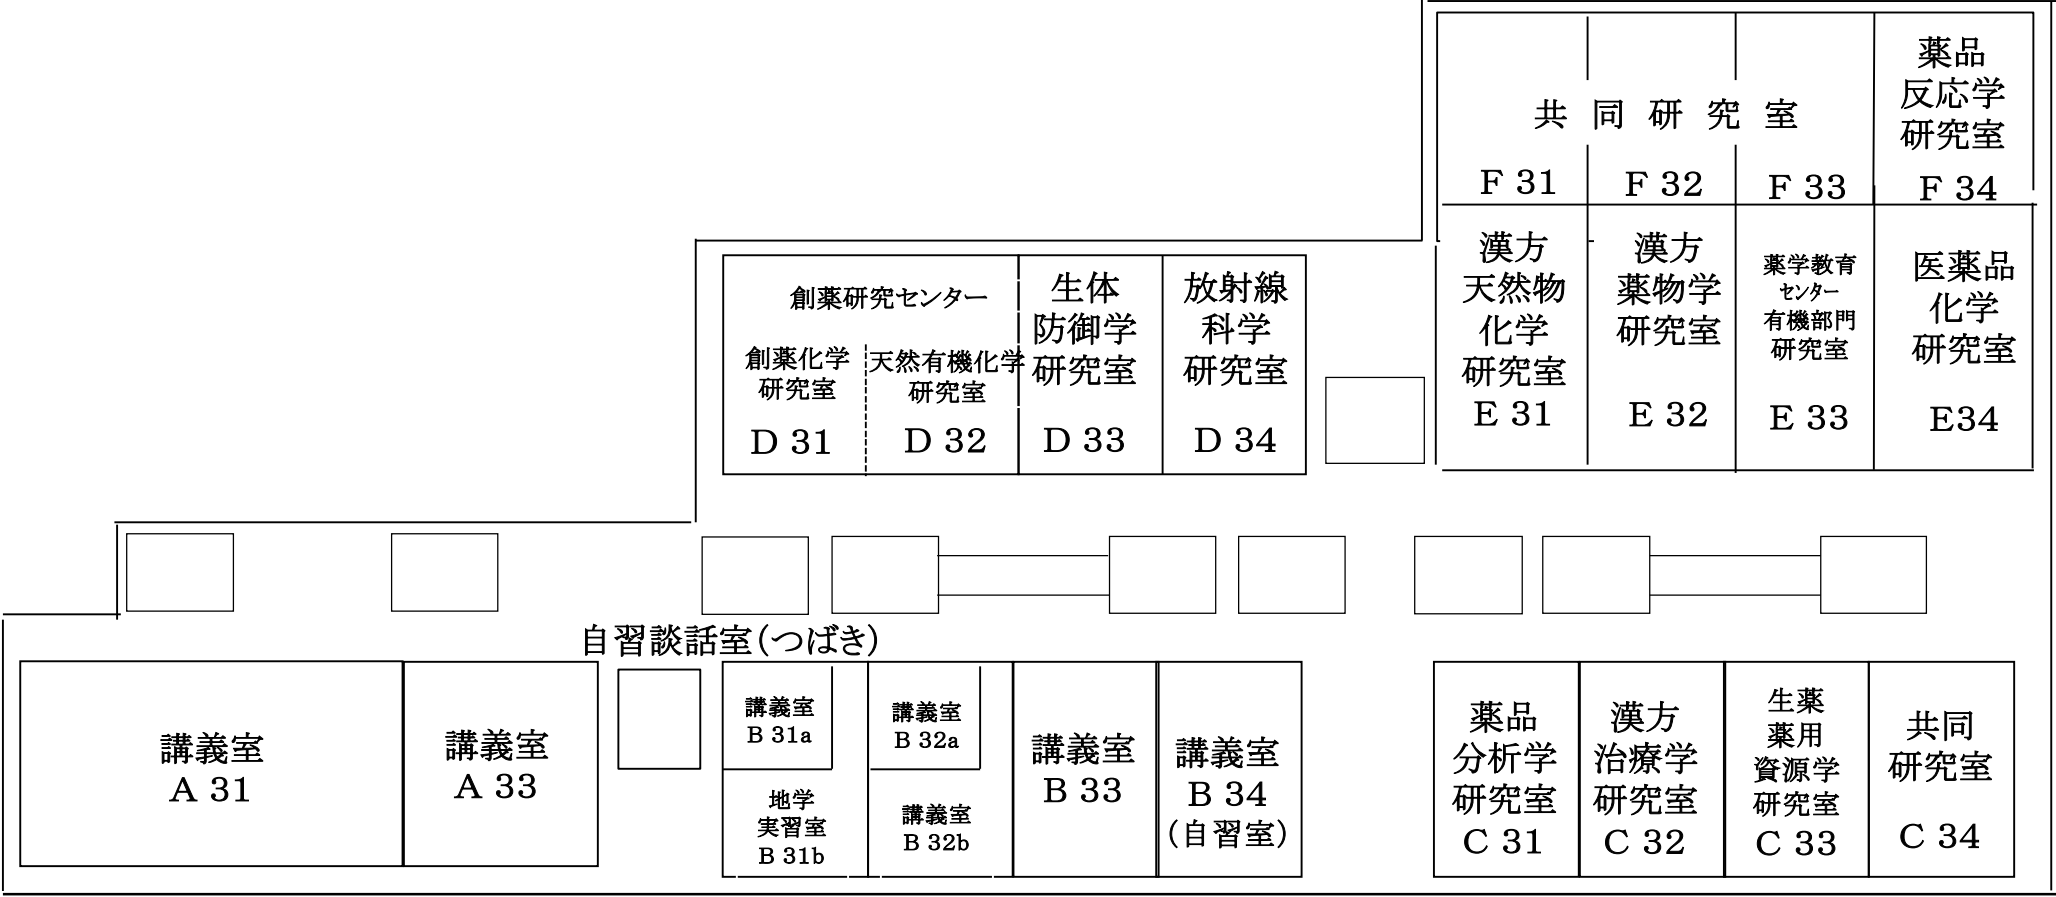 共同研究室
F 31
F 32
F 33
薬品
反応学
研究室
F 34
漢方
天然物
化学
研究室
E 31
漢方
薬物学
研究室
E 32
薬学教育
センター
有機部門
研究室
E 33
医薬品
化学
研究室
E34
創薬研究センター
創薬化学
研究室
D 31
天然有機化学
研究室
D 32
生体
防御学
研究室
D 33
放射線
科学
研究室
D 34
自習談話室(つばき)
講義室
A 31
講義室
A 33
講義室
B 31a
地学
実習室
B 31b
講義室
B 32a
講義室
B 32b
講義室
B 33
講義室
B 34
(自習室)
薬品
分析学
研究室
C 31
漢方
治療学
研究室
C 32
生薬
薬用
資源学
研究室
C 33
共同
研究室
C 34